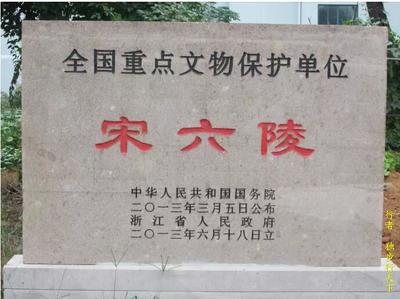 全国重点文物保护单位
宋六陵
中华人民共和国国务院
二〇一三年三月五日公布
浙江省人民政府
二〇一三年六月十八日立
行者